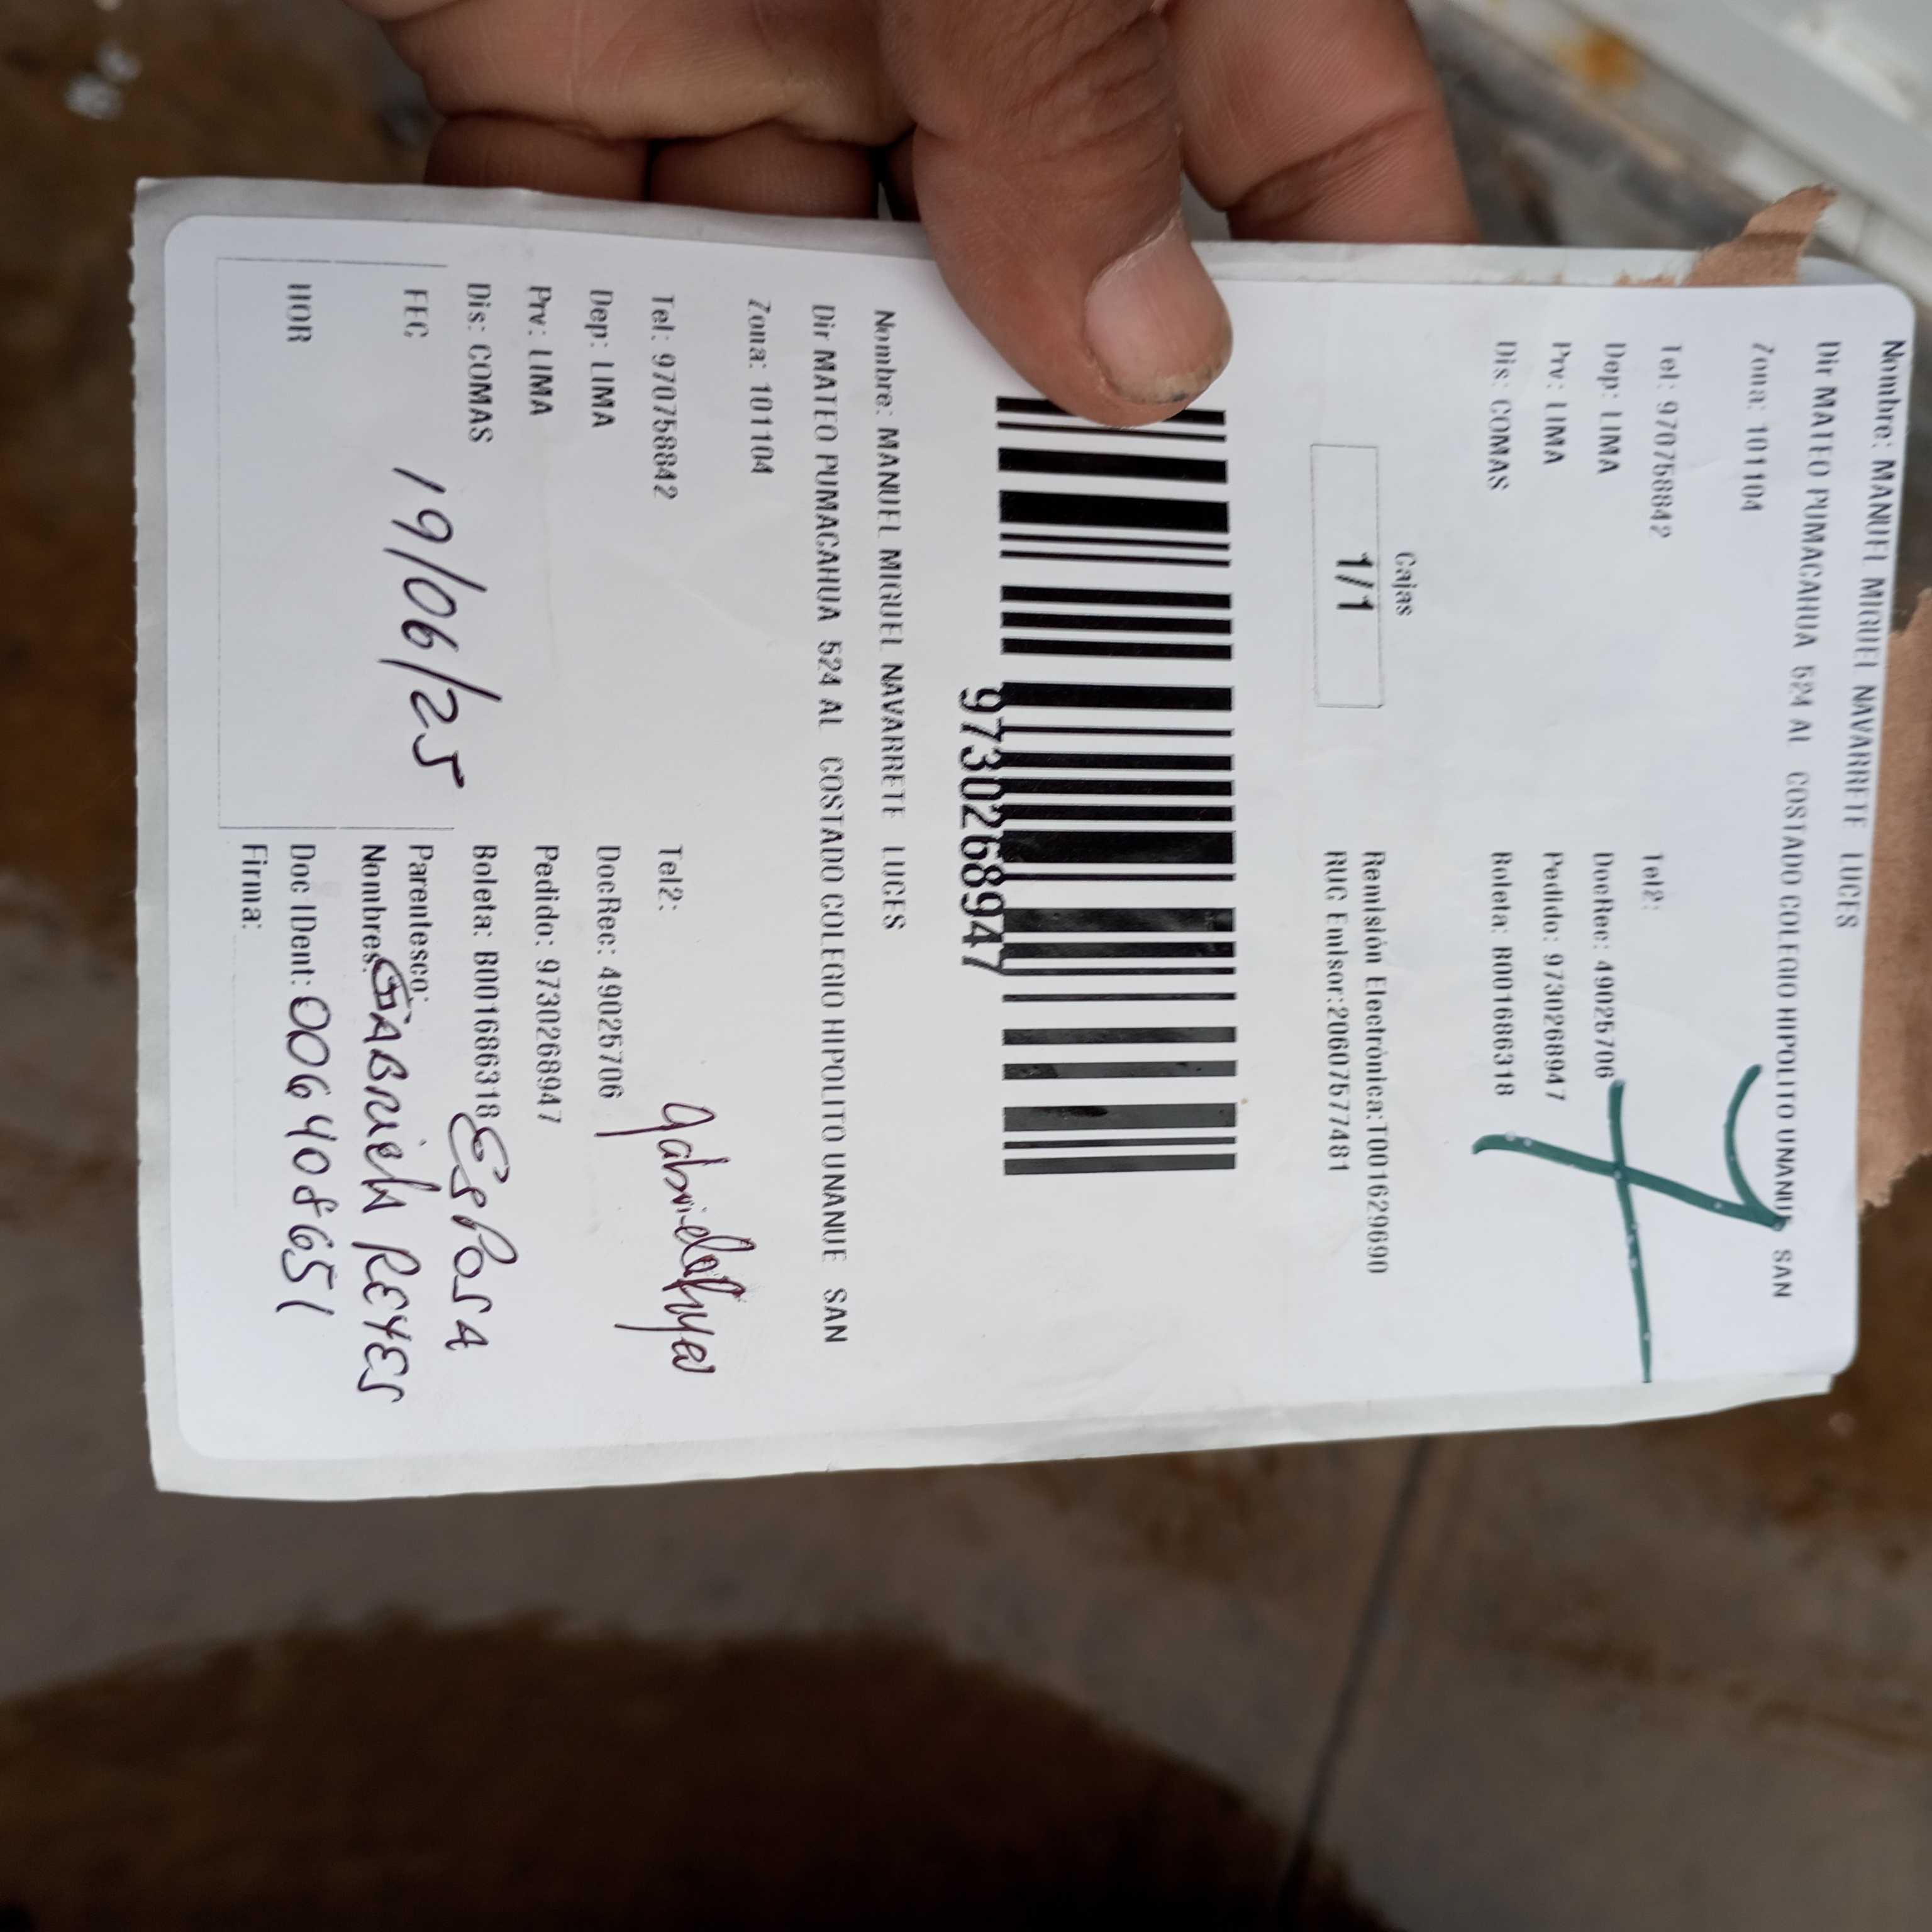 Nombre: MANUEL MIGUEL NAVARRETE LUCES
Dir MATEO PUMACAHUA 524 AL COSTADO COLEGIO HIPOLITO UNANUE SAN
Zona: 101104
7
Tel: 970758842 Tel2:
Dep: LIMA DocRec: 49025706
Prv: LIMA Pedido: 9730268947
Dis: COMAS Boleta: B001686318
Cajas
1/1
Remisión Electrónica:T001629690
RUC Emisor:20607577481
9730268947
Nombre: MANUEL MIGUEL NAVARRETE LUCES
Dir MATEO PUMACAHUA 524 AL COSTADO COLEGIO HIPOLITO UNANUE SAN
Zona: 101104
Tel: 970758842 Tel2:
Dep: LIMA DocRec: 49025706
Prv: LIMA Pedido: 9730268947
Dis: COMAS Boleta: B001686318
FEC 19/06/25 Parentesco: EsPosA
Nombres: GABRIELA REYES
HOR Doc IDent: 006408651
Firma: